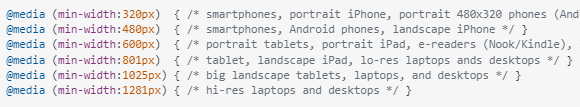 @media (min-width:320px)  { /* smartphones, portrait iPhone, portrait 480x320 phones (And
@media (min-width:480px)  { /* smartphones, Android phones, landscape iPhone */ }
@media (min-width:600px)  { /* portrait tablets, portrait iPad, e-readers (Nook/Kindle),
@media (min-width:801px)  { /* tablet, landscape iPad, lo-res laptops ands desktops */ }
@media (min-width:1025px) { /* big landscape tablets, laptops, and desktops */ }
@media (min-width:1281px) { /* hi-res laptops and desktops */ }